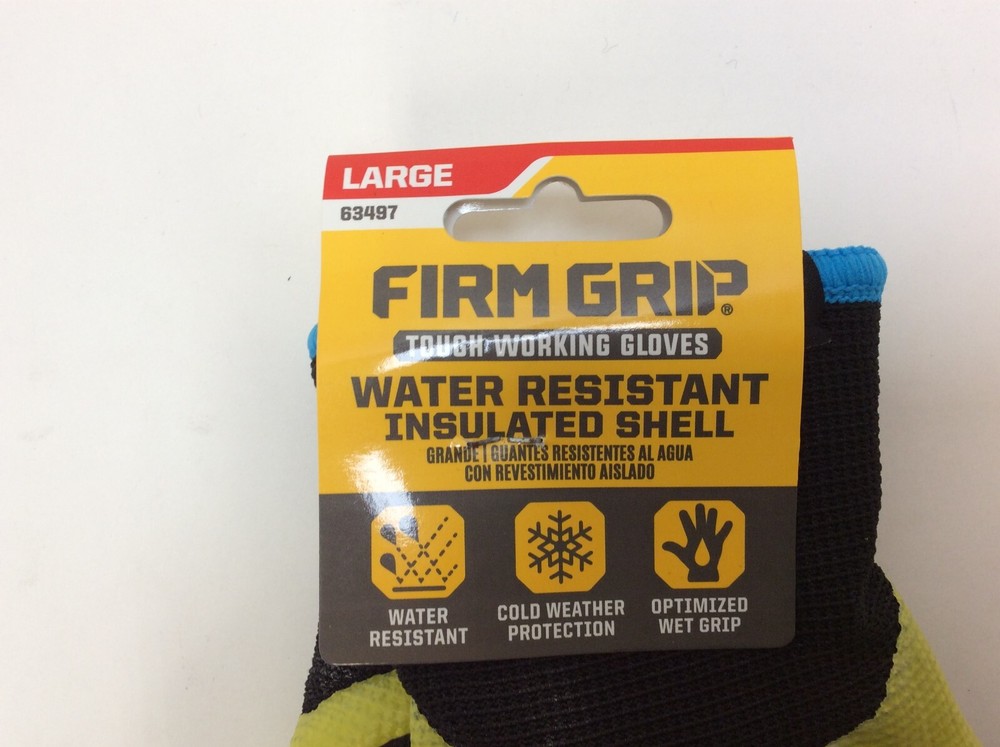 LARGE
63497
FIRM GRIP®
TOUGH WORKING GLOVES
WATER RESISTANT
INSULATED SHELL
GRANDE | GUANTES RESISTENTES AL AGUA
CON REVESTIMIENTO AISLADO
WATER
RESISTANT
COLD WEATHER
PROTECTION
OPTIMIZED
WET GRIP